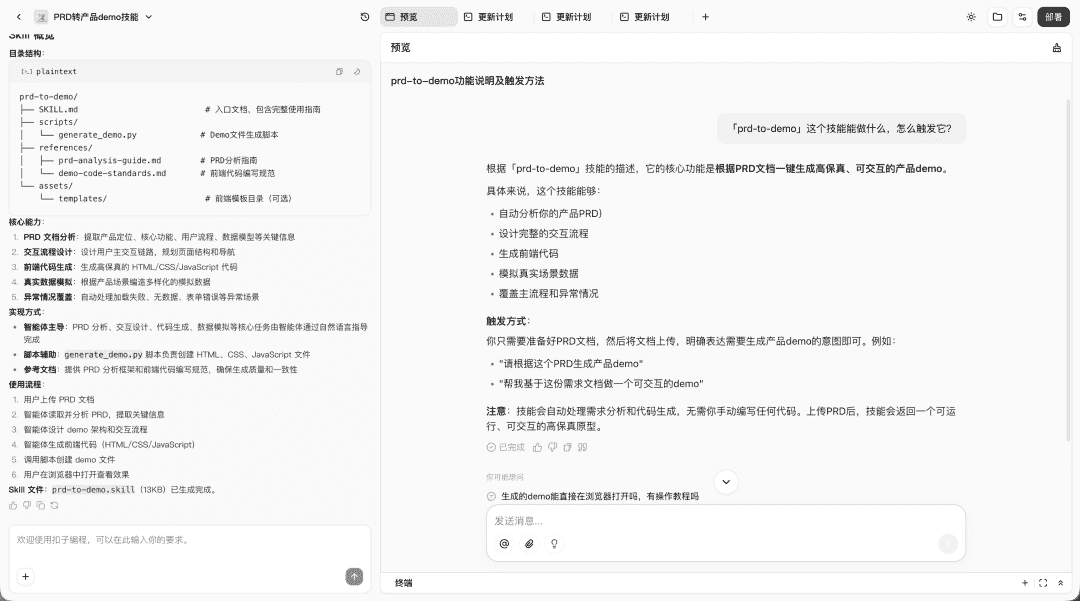 PRD转产品demo技能
Skill 概览
目录结构：
plaintext
prd-to-demo/
├── SKILL.md # 入口文档，包含完整使用指南
├── scripts/
│ └── generate_demo.py # Demo文件生成脚本
├── references/
│ ├── prd-analysis-guide.md # PRD分析指南
│ └── demo-code-standards.md # 前端代码编写规范
└── assets/
└── templates/ # 前端模板目录（可选）
核心能力：
1. PRD 文档分析：提取产品定位、核心功能、用户流程、数据模型等关键信息
2. 交互流程设计：设计用户主交互链路，规划页面结构和导航
3. 前端代码生成：生成高保真的 HTML/CSS/JavaScript 代码
4. 真实数据模拟：根据产品场景编造多样化的模拟数据
5. 异常情况覆盖：自动处理加载失败、无数据、表单错误等异常场景
实现方式：
• 智能体主导：PRD 分析、交互设计、代码生成、数据模拟等核心任务由智能体通过自然语言指导
完成
• 脚本辅助：generate_demo.py 脚本负责创建 HTML、CSS、JavaScript 文件
• 参考文档：提供 PRD 分析框架和前端代码编写规范，确保生成质量和一致性
使用流程：
1. 用户上传 PRD 文档
2. 智能体读取并分析 PRD，提取关键信息
3. 智能体设计 demo 架构和交互流程
4. 智能体生成前端代码（HTML/CSS/JavaScript）
5. 调用脚本创建 demo 文件
6. 用户在浏览器中打开查看效果
Skill 文件：prd-to-demo.skill（13KB）已生成完成。
欢迎使用扣子编程，可以在此输入你的要求。
预览
更新计划
更新计划
更新计划
部署
预览
prd-to-demo功能说明及触发方法
「prd-to-demo」这个技能能做什么，怎么触发它?
根据「prd-to-demo」技能的描述，它的核心功能是根据PRD文档一键生成高保真、可交互的产品demo。
具体来说，这个技能能够：
• 自动分析你的产品PRD)
• 设计完整的交互流程
• 生成前端代码
• 模拟真实场景数据
• 覆盖主流程和异常情况
触发方式：
你只需要准备好PRD文档，然后将文档上传，明确表达需要生成产品demo的意图即可。例如：
• "请根据这个PRD生成产品demo"
• "帮我基于这份需求文档做一个可交互的demo"
注意：技能会自动处理需求分析和代码生成，无需你手动编写任何代码。上传PRD后，技能会返回一个可运
行、可交互的高保真原型。
已完成
你可能想问
生成的demo能直接在浏览器打开吗，有操作教程吗
发送消息...
终端